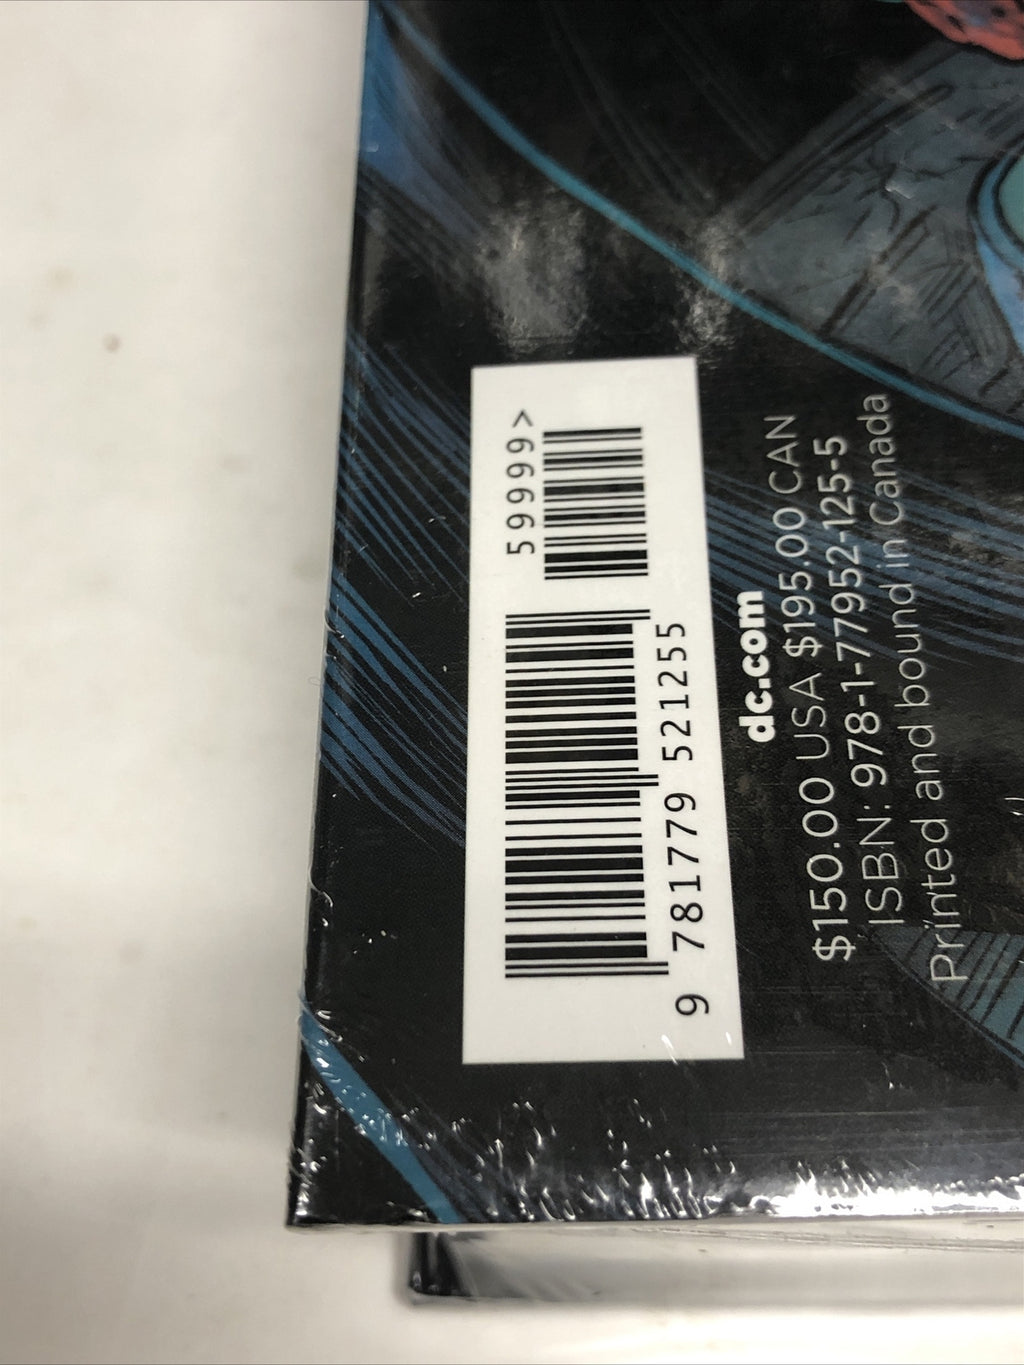 59999>
9 781779 521255
dc.com
$150.00 USA $195.00 CAN
ISBN: 978-1-77952-125-5
Printed and bound in Canada